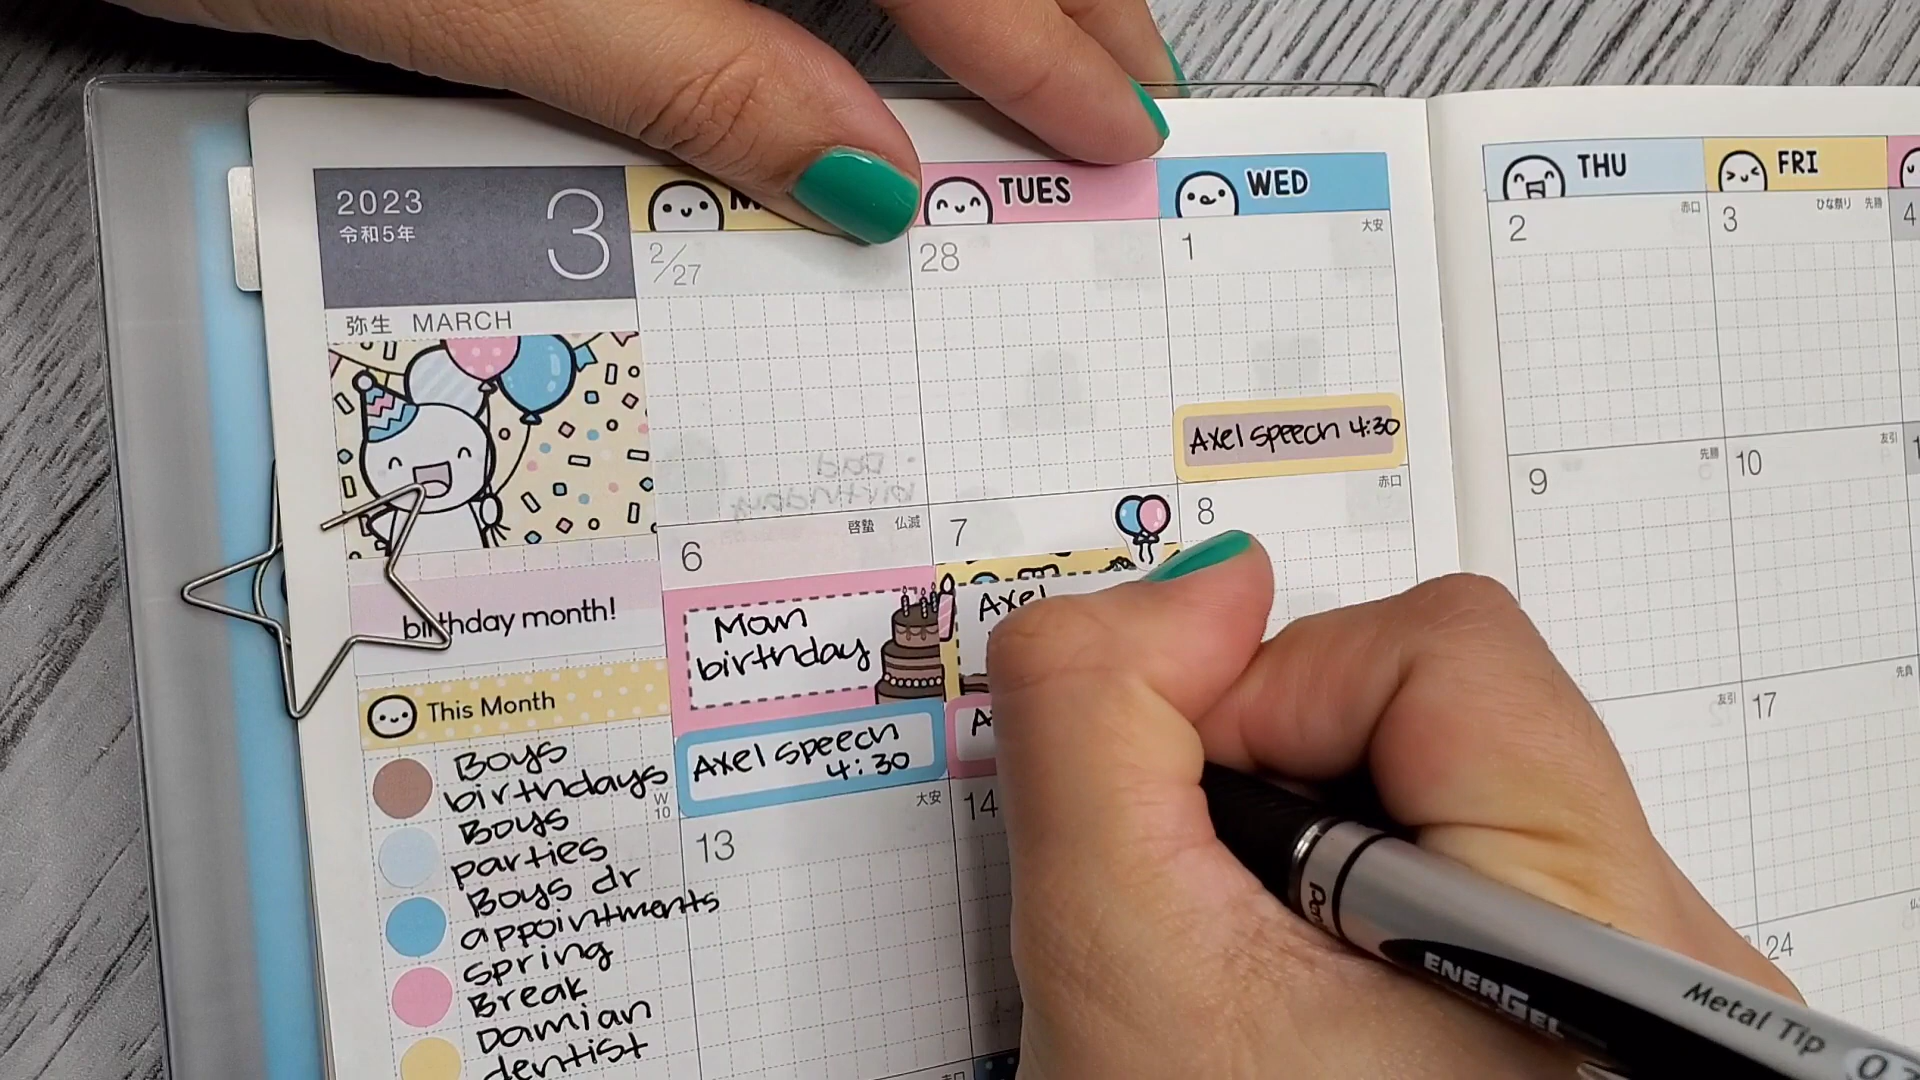 2023
令和5年
3
TUES
WED
THU
FRI
弥生 MARCH
2/27
28
1
大安
2
赤口
3
ひな祭り 先勝
4
Axel speech 4:30
6
啓蟄 仏滅
7
8
赤口
9
先勝
10
友引
birthday month!
Mom
birthday
Axel
Axel speech
4:30
This Month
Boys
birthdays
Boys
parties
Boys dr
appointments
Spring
Break
Damian
dentist
W
10
13
大安
14
友引
17
先負
24
ENERGEL
Metal Tip